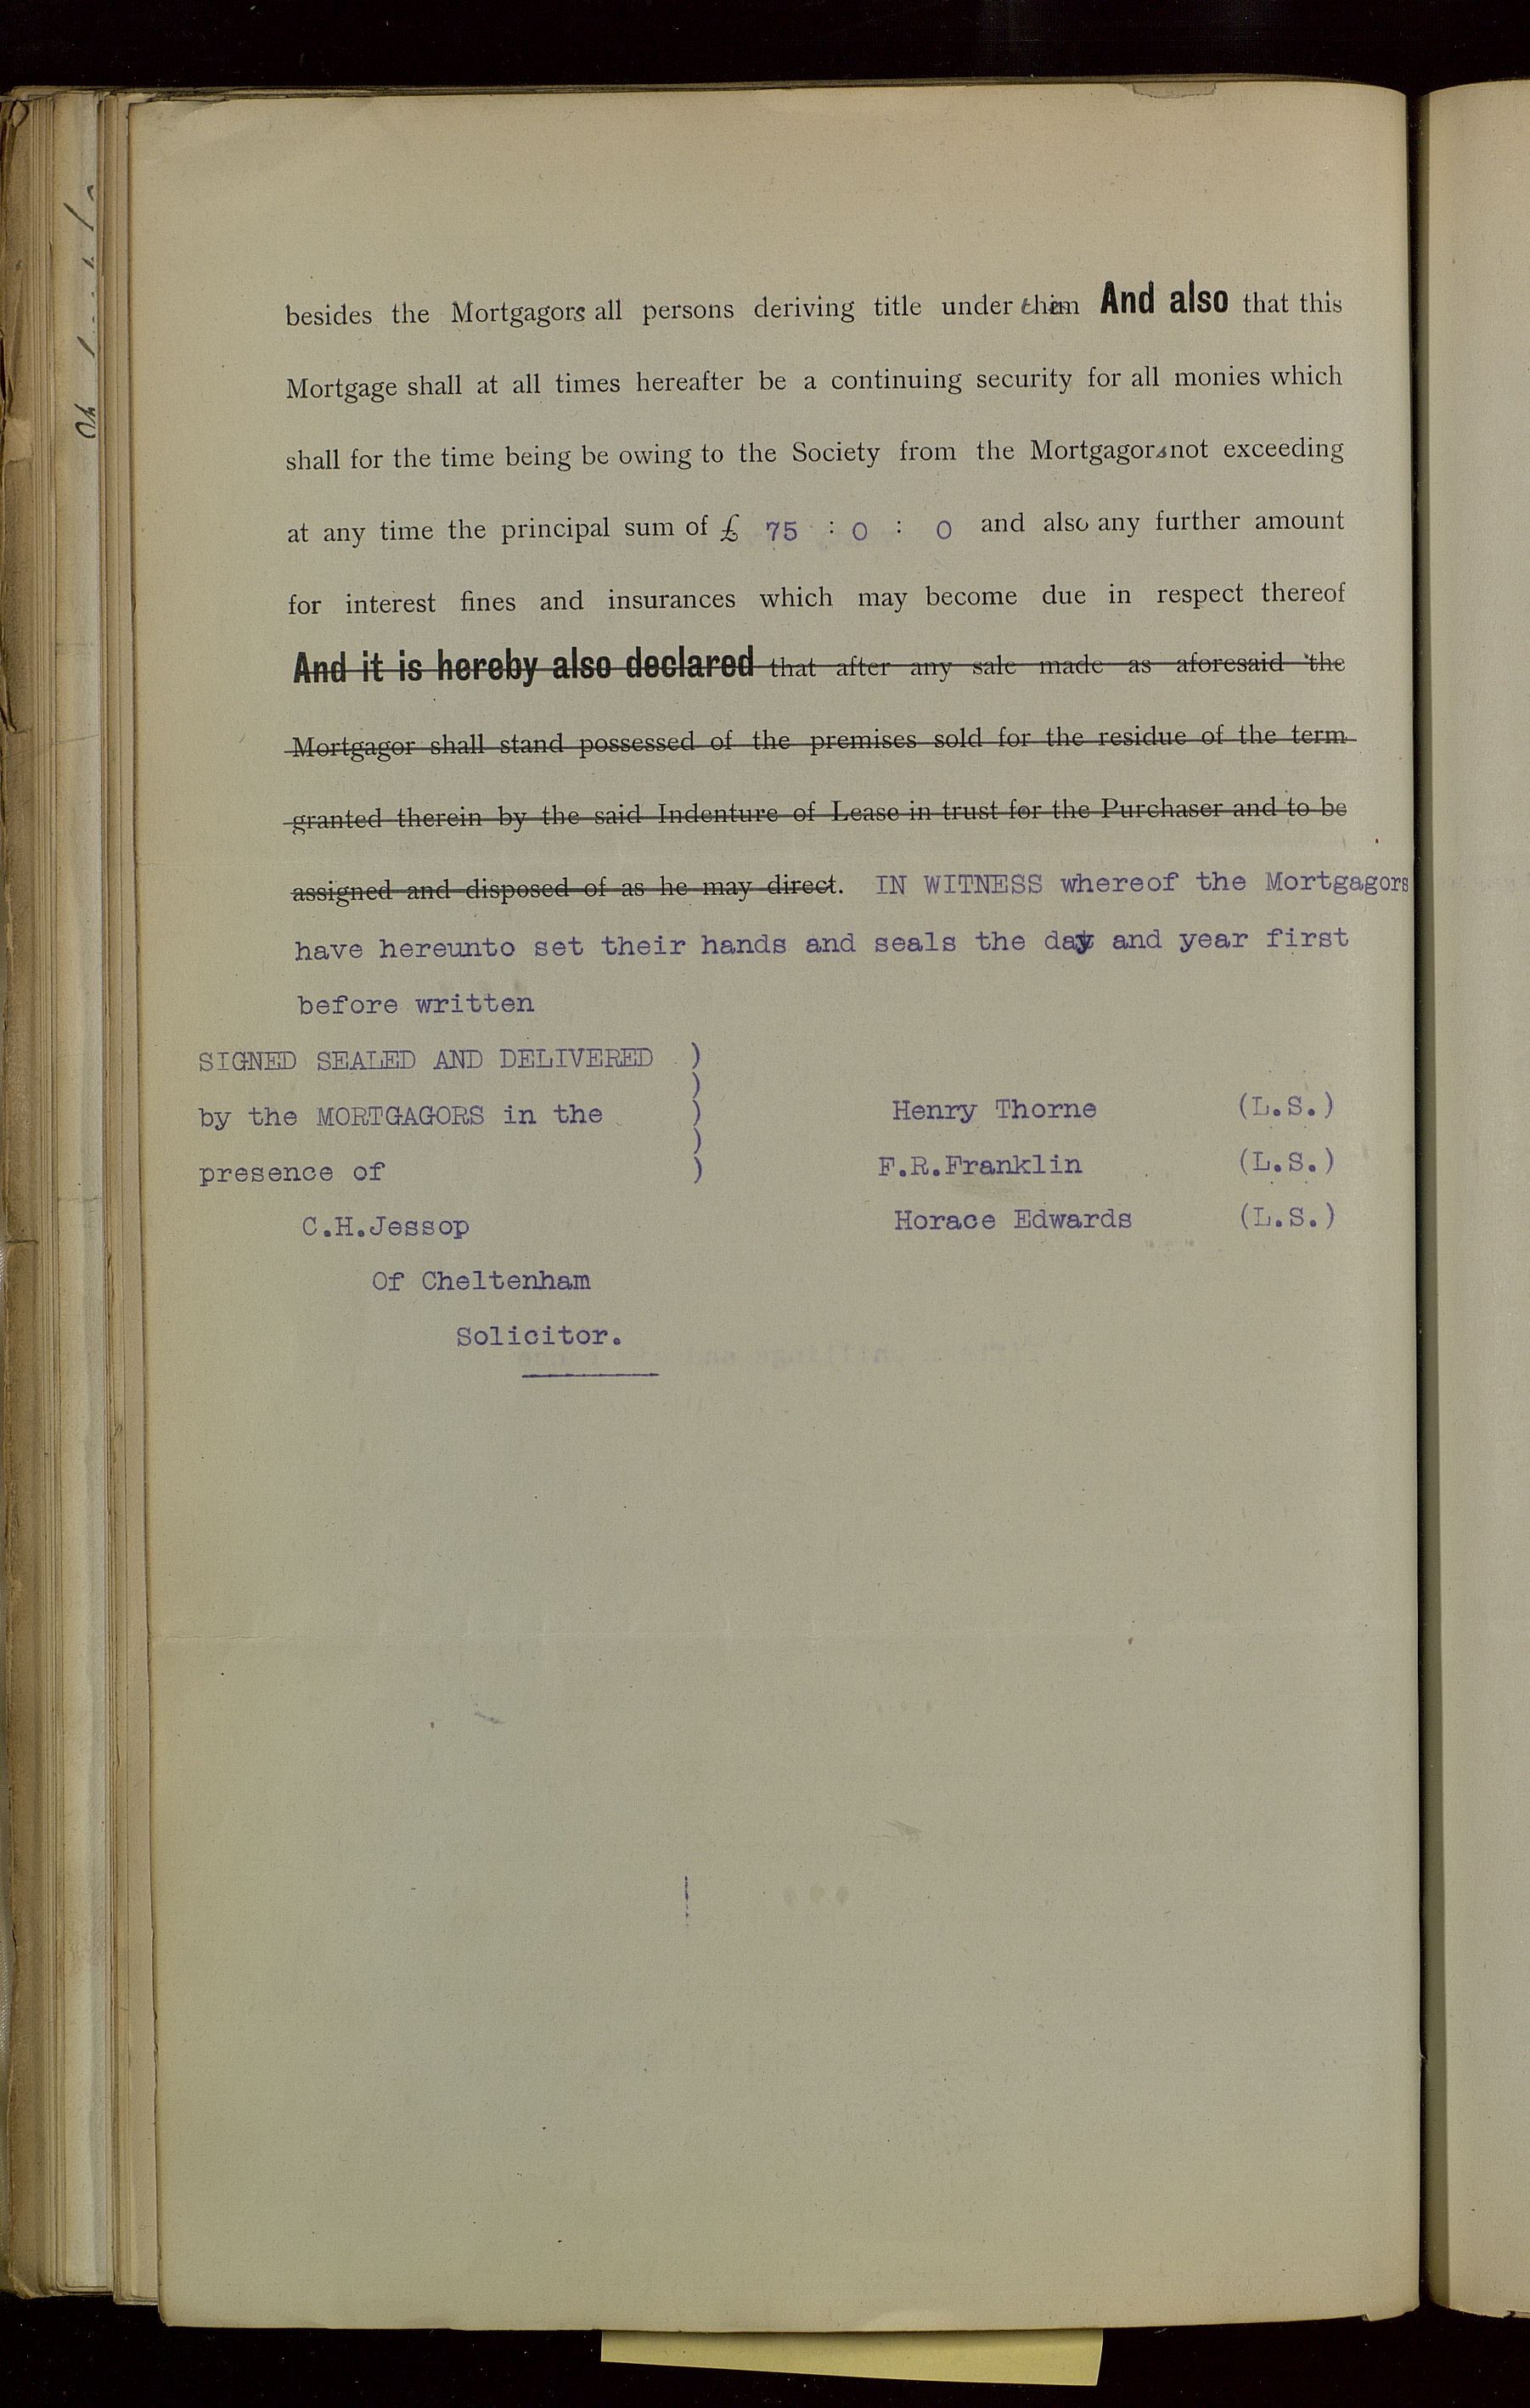 besides the Mortgagors all persons deriving title under them And also that this
Mortgage shall at all times hereafter be a continuing security for all monies which
shall for the time being be owing to the Society from the Mortgagors not exceeding
at any time the principal sum of £ 75 : 0 : 0 and also any further amount
for interest fines and insurances which may become due in respect thereof
And it is hereby also declared that after any sale made as aforesaid the
Mortgagor shall stand possessed of the premises sold for the residue of the term
granted therein by the said Indenture of Lease in trust for the Purchaser and to be
assigned and disposed of as he may direct. IN WITNESS whereof the Mortgagors
have hereunto set their hands and seals the day and year first
before written
SIGNED SEALED AND DELIVERED )
)
by the MORTGAGORS in the ) Henry Thorne (L.S.)
)
presence of ) F.R.Franklin (L.S.)
C.H.Jessop Horace Edwards (L.S.)
Of Cheltenham
Solicitor.